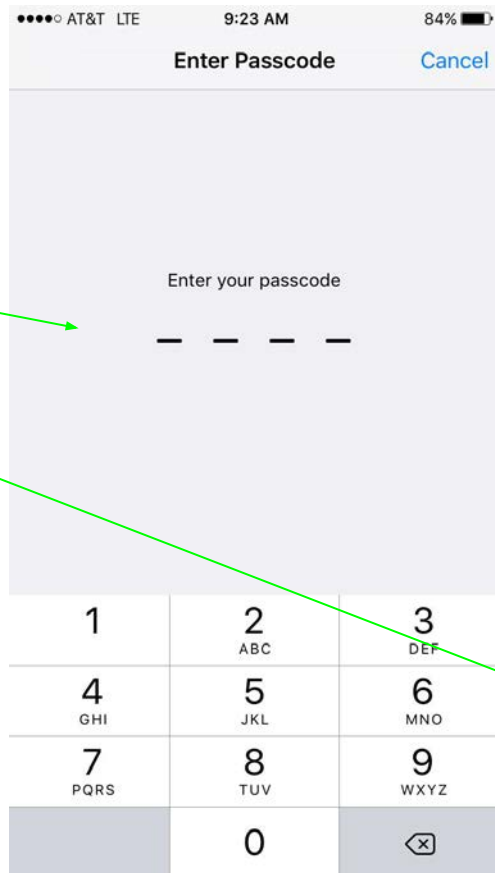 AT&T LTE 9:23 AM 84%
Enter Passcode Cancel
Enter your passcode
1 2 3
ABC DEF
4 5 6
GHI JKL MNO
7 8 9
PQRS TUV WXYZ
0